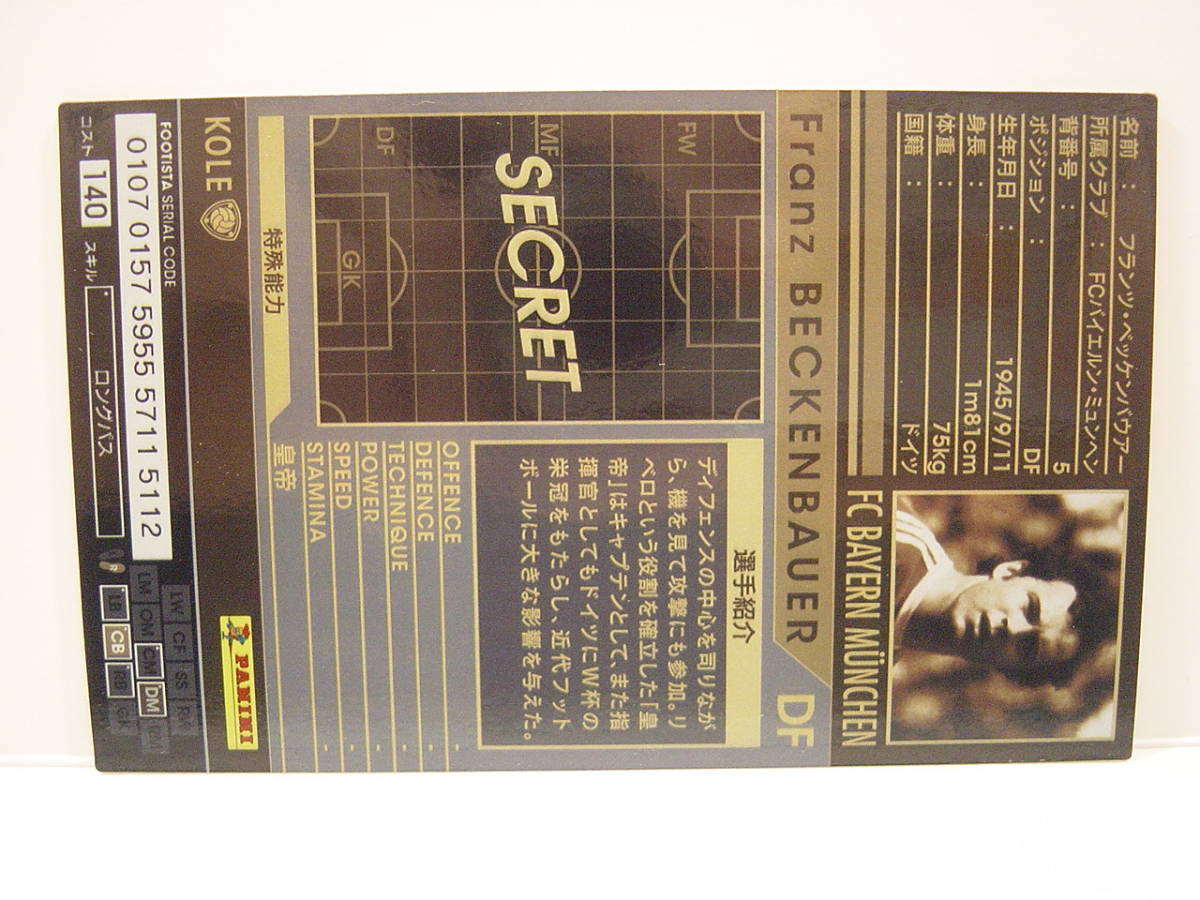 名前 : フランツ・ベッケンバウアー
所属クラブ : FCバイエルン・ミュンヘン
背番号 : 5
ポジション : DF
生年月日 : 1945/9/11
身長 : 1m81cm
体重 : 75kg
国籍 : ドイツ
FC BAYERN MÜNCHEN
Franz BECKENBAUER DF
FW
MF
DF
GK
SECRET
選手紹介
ディフェンスの中心を司りなが
ら、機を見て攻撃にも参加。リ
ベロという役割を確立した「皇
帝」はキャプテンとして、また指
揮官としてもドイツにW杯の
栄冠をもたらし、近代フット
ボールに大きな影響を与えた。
OFFENCE -
DEFENCE -
TECHNIQUE -
POWER -
SPEED -
STAMINA -
特殊能力 皇帝
KOLE
PANINI
FOOTISTA SERIAL CODE
0107 0157 5955 5711 5112
コスト 140 スキル ロングパス
LW CF SS RW
LM OM CM DM
LB CB RB GK